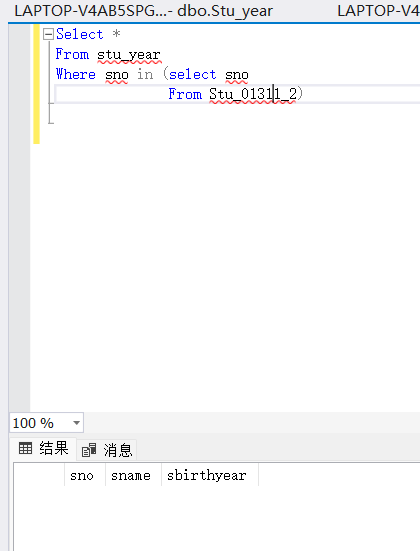 LAPTOP-V4AB5SPG...- dbo.Stu_year LAPTOP-V4
Select *
From stu_year
Where sno in (select sno
From Stu_01311_2)
100 %
结果 消息
sno sname sbirthyear